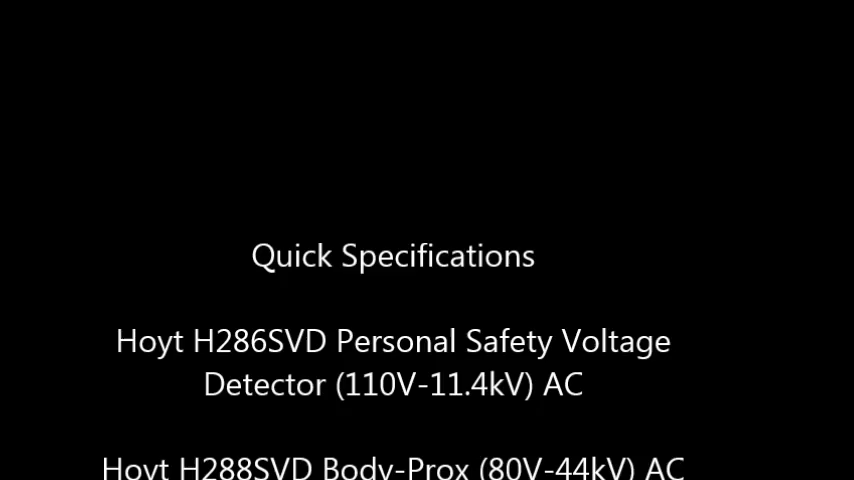 Quick Specifications
Hoyt H286SVD Personal Safety Voltage
Detector (110V-11.4kV) AC
Hoyt H288SVD Body-Prox (80V-44kV) AC